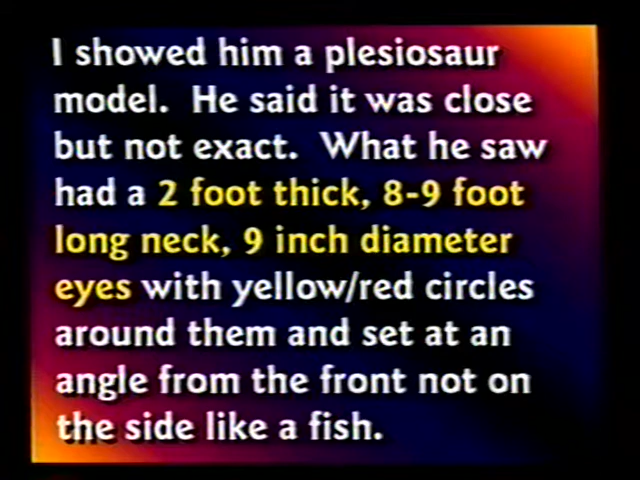 I showed him a plesiosaur
model.  He said it was close
but not exact.  What he saw
had a 2 foot thick, 8-9 foot
long neck, 9 inch diameter
eyes with yellow/red circles
around them and set at an
angle from the front not on
the side like a fish.